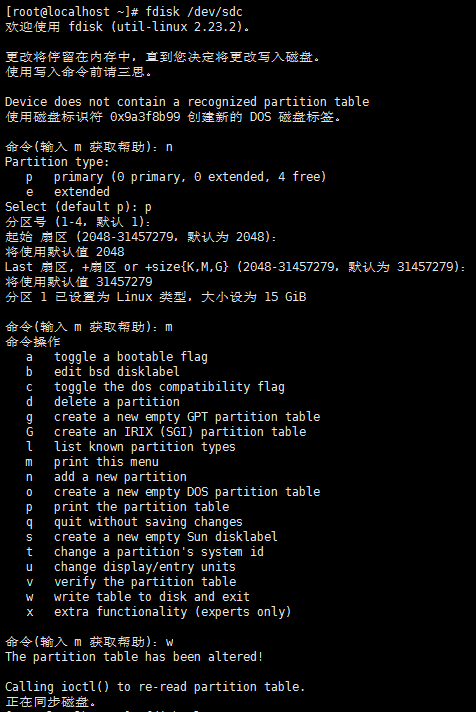 [root@localhost ~]# fdisk /dev/sdc
欢迎使用 fdisk (util-linux 2.23.2)。
更改将停留在内存中，直到您决定将更改写入磁盘。
使用写入命令前请三思。
Device does not contain a recognized partition table
使用磁盘标识符 0x9a3f8b99 创建新的 DOS 磁盘标签。
命令(输入 m 获取帮助)：n
Partition type:
   p   primary (0 primary, 0 extended, 4 free)
   e   extended
Select (default p): p
分区号 (1-4，默认 1)：
起始 扇区 (2048-31457279，默认为 2048)：
将使用默认值 2048
Last 扇区, +扇区 or +size{K,M,G} (2048-31457279，默认为 31457279)：
将使用默认值 31457279
分区 1 已设置为 Linux 类型，大小设为 15 GiB
命令(输入 m 获取帮助)：m
命令操作
   a   toggle a bootable flag
   b   edit bsd disklabel
   c   toggle the dos compatibility flag
   d   delete a partition
   g   create a new empty GPT partition table
   G   create an IRIX (SGI) partition table
   l   list known partition types
   m   print this menu
   n   add a new partition
   o   create a new empty DOS partition table
   p   print the partition table
   q   quit without saving changes
   s   create a new empty Sun disklabel
   t   change a partition's system id
   u   change display/entry units
   v   verify the partition table
   w   write table to disk and exit
   x   extra functionality (experts only)
命令(输入 m 获取帮助)：w
The partition table has been altered!
Calling ioctl() to re-read partition table.
正在同步磁盘。